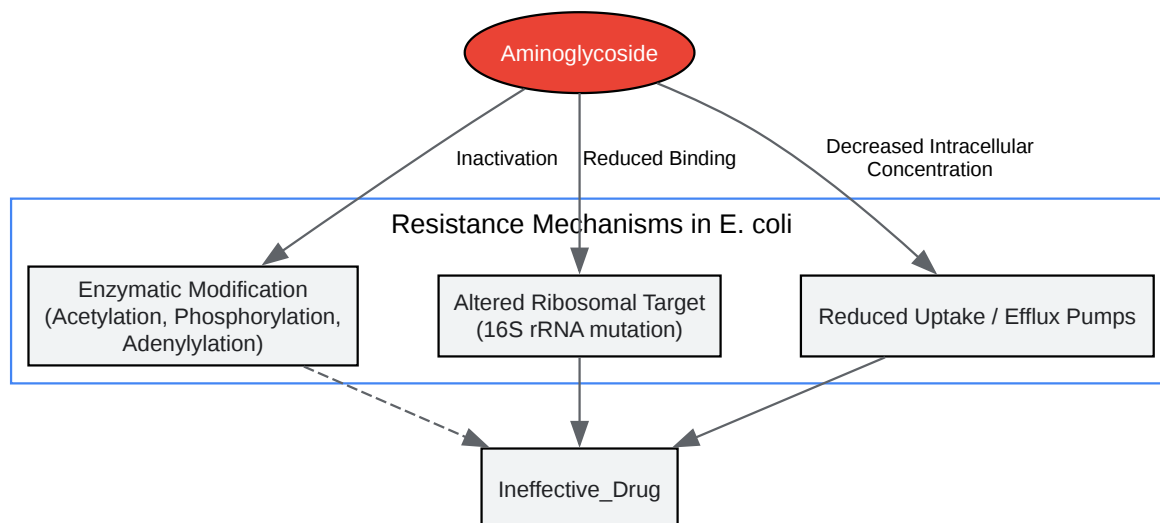 Aminoglycoside
Inactivation
Reduced Binding
Decreased Intracellular
Concentration
Resistance Mechanisms in E. coli
Enzymatic Modification
(Acetylation, Phosphorylation,
Adenylylation)
Altered Ribosomal Target
(16S rRNA mutation)
Reduced Uptake / Efflux Pumps
Ineffective_Drug